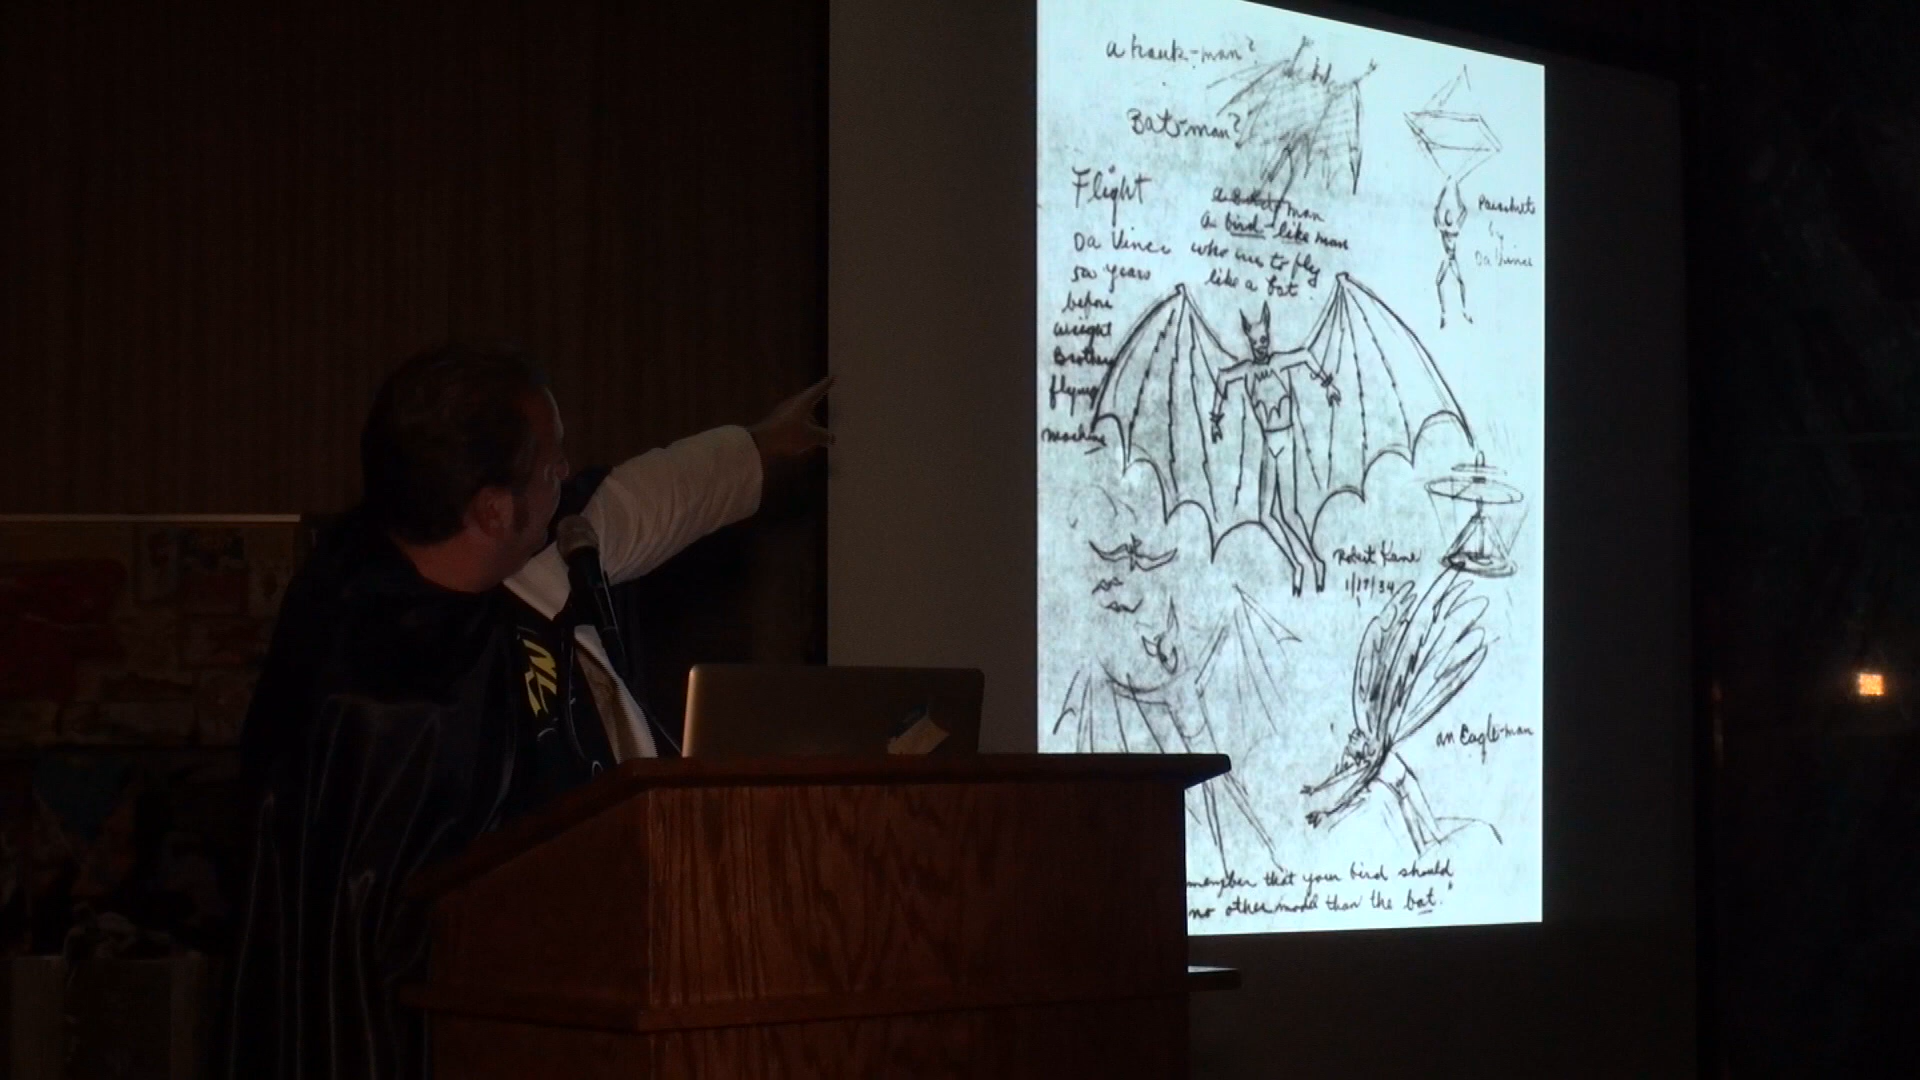 a hawk-man?
Bat-man?
Flight
Da Vinci
500 years
before
Wright
Brothers
flying
machine
man
a bird-like man
who
to fly
like a bat
Parachute
by
Da Vinci
Robert Kane
1/17/34
an Eagle-man
member that your bird should
no other model than the bat."